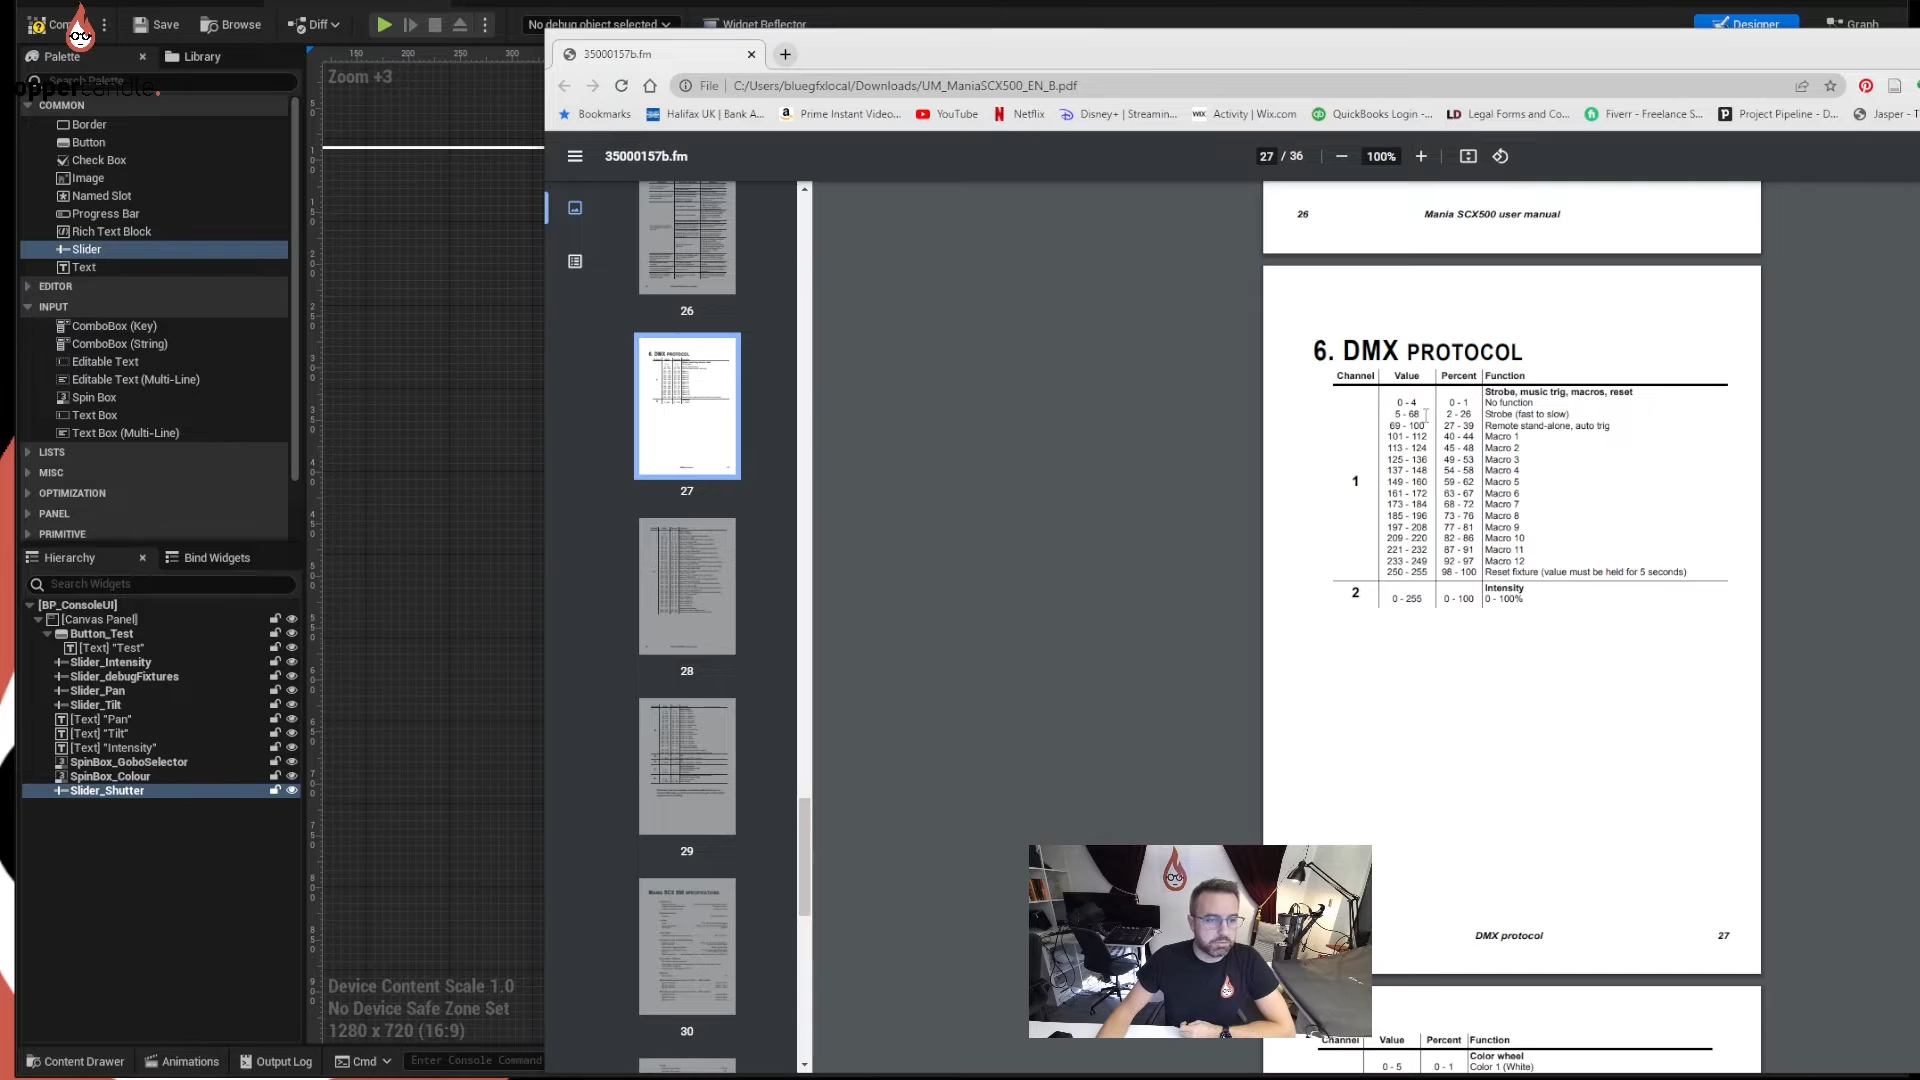 Save
Browse
Diff
No debug object selected
Widget Reflector
Designer
Graph
Palette
Library
Search Palette
COMMON
Border
Button
Check Box
Image
Named Slot
Progress Bar
Rich Text Block
Slider
Text
EDITOR
INPUT
ComboBox (Key)
ComboBox (String)
Editable Text
Editable Text (Multi-Line)
Spin Box
Text Box
Text Box (Multi-Line)
LISTS
MISC
OPTIMIZATION
PANEL
PRIMITIVE
Hierarchy
Bind Widgets
Search Widgets
[BP_ConsoleUI]
[Canvas Panel]
Button_Test
[Text] "Test"
Slider_Intensity
Slider_debugFixtures
Slider_Pan
Slider_Tilt
[Text] "Pan"
[Text] "Tilt"
[Text] "Intensity"
SpinBox_GoboSelector
SpinBox_Colour
Slider_Shutter
Content Drawer
Animations
Output Log
Cmd
Enter Console Command
150 200 250 300
Zoom +3
Device Content Scale 1.0
No Device Safe Zone Set
1280 x 720 (16:9)
35000157b.fm
File C:/Users/bluegfxlocal/Downloads/UM_ManiaSCX500_EN_B.pdf
Bookmarks
Halifax UK | Bank A...
Prime Instant Video...
YouTube
Netflix
Disney+ | Streamin...
Activity | Wix.com
QuickBooks Login -...
Legal Forms and Co...
Fiverr - Freelance S...
Project Pipeline - D...
35000157b.fm
27 / 36
100%
26
27
28
29
30
26 Mania SCX500 user manual
6. DMX PROTOCOL
Channel Value Percent Function
Strobe, music trig, macros, reset
0 - 4 0 - 1 No function
5 - 68 2 - 26 Strobe (fast to slow)
69 - 100 27 - 39 Remote stand-alone, auto trig
101 - 112 40 - 44 Macro 1
113 - 124 45 - 48 Macro 2
125 - 136 49 - 53 Macro 3
137 - 148 54 - 58 Macro 4
1 149 - 160 59 - 62 Macro 5
161 - 172 63 - 67 Macro 6
173 - 184 68 - 72 Macro 7
185 - 196 73 - 76 Macro 8
197 - 208 77 - 81 Macro 9
209 - 220 82 - 86 Macro 10
221 - 232 87 - 91 Macro 11
233 - 249 92 - 97 Macro 12
250 - 255 98 - 100 Reset fixture (value must be held for 5 seconds)
2 Intensity
0 - 255 0 - 100 0 - 100%
DMX protocol 27
Channel Value Percent Function
Color wheel
0 - 5 0 - 1 Color 1 (White)